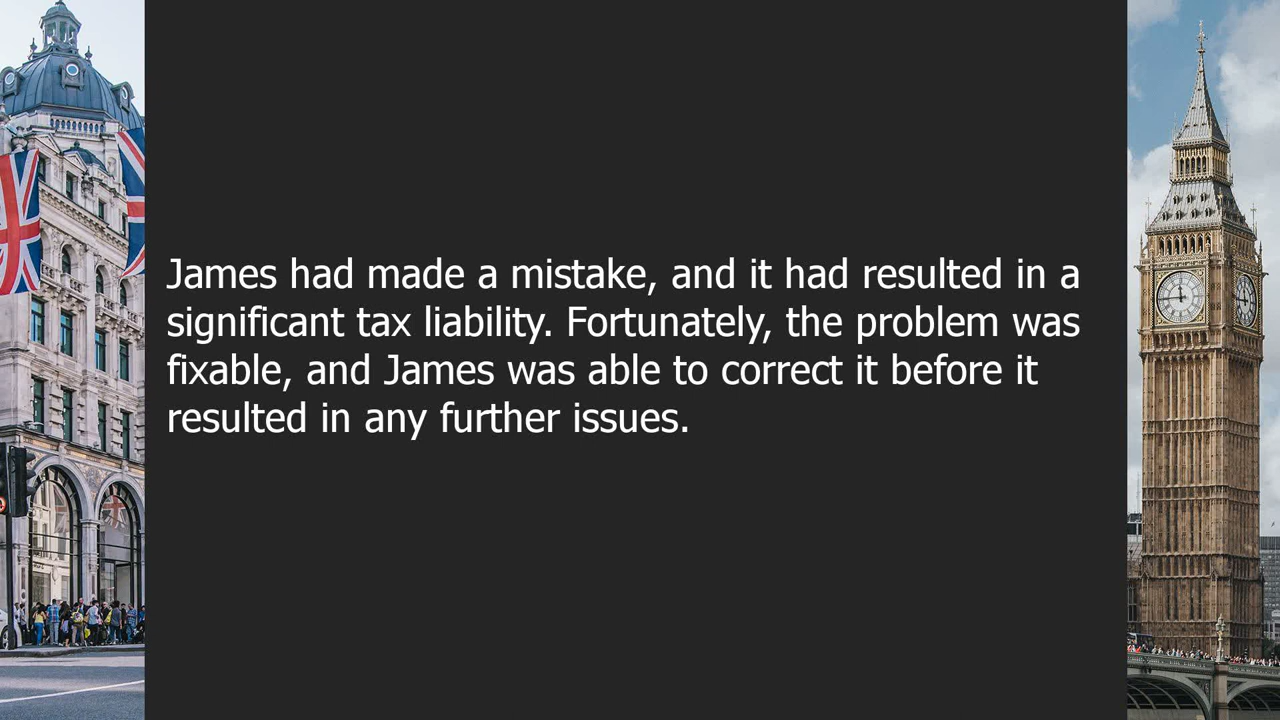 James had made a mistake, and it had resulted in a
significant tax liability. Fortunately, the problem was
fixable, and James was able to correct it before it
resulted in any further issues.